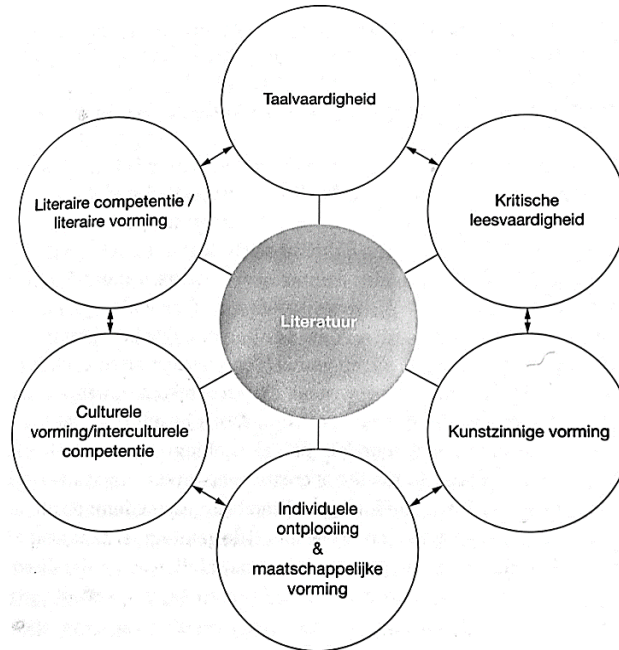 Taalvaardigheid
Literaire competentie /
literaire vorming
Kritische
leesvaardigheid
Literatuur
Culturele
vorming/interculturele
competentie
Kunstzinnige vorming
Individuele
ontplooiing
&
maatschappelijke
vorming